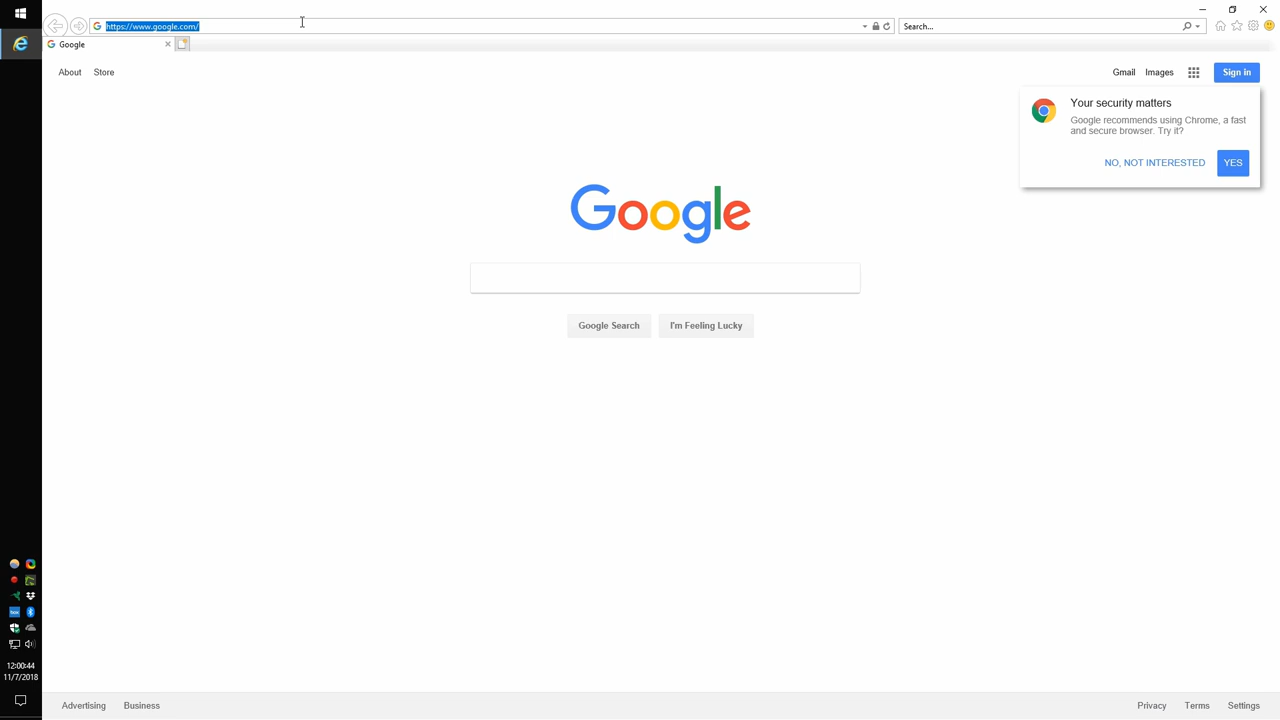 https://www.google.com/
Search...
Google
About Store
Gmail Images Sign in
Your security matters
Google recommends using Chrome, a fast
and secure browser. Try it?
NO, NOT INTERESTED YES
Google
Google Search I'm Feeling Lucky
box
12:00:44
11/7/2018
Advertising Business
Privacy Terms Settings